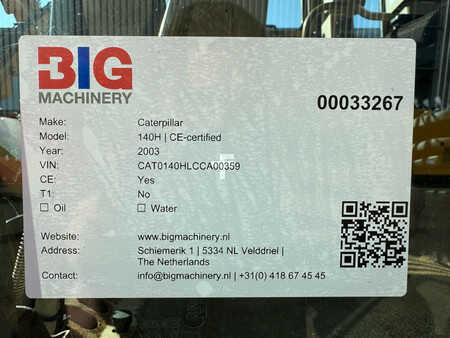 BIG
MACHINERY
00033267
Make: Caterpillar
Model: 140H | CE-certified
Year: 2003
VIN: CAT0140HLCCA00359
CE: Yes
T1: No
☐ Oil ☐ Water
Website: www.bigmachinery.nl
Address: Schiemerik 1 | 5334 NL Velddriel |
The Netherlands
Contact: info@bigmachinery.nl | +31(0) 418 67 45 45